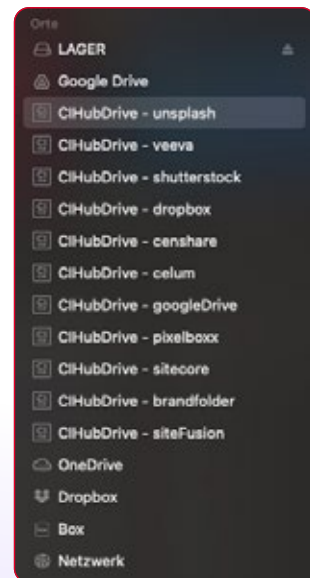 Orte
LAGER
Google Drive
CIHubDrive - unsplash
CIHubDrive - veeva
CIHubDrive - shutterstock
CIHubDrive - dropbox
CIHubDrive - censhare
CIHubDrive - celum
CIHubDrive - googleDrive
CIHubDrive - pixelboxx
CIHubDrive - sitecore
CIHubDrive - brandfolder
CIHubDrive - siteFusion
OneDrive
Dropbox
Box
Netzwerk